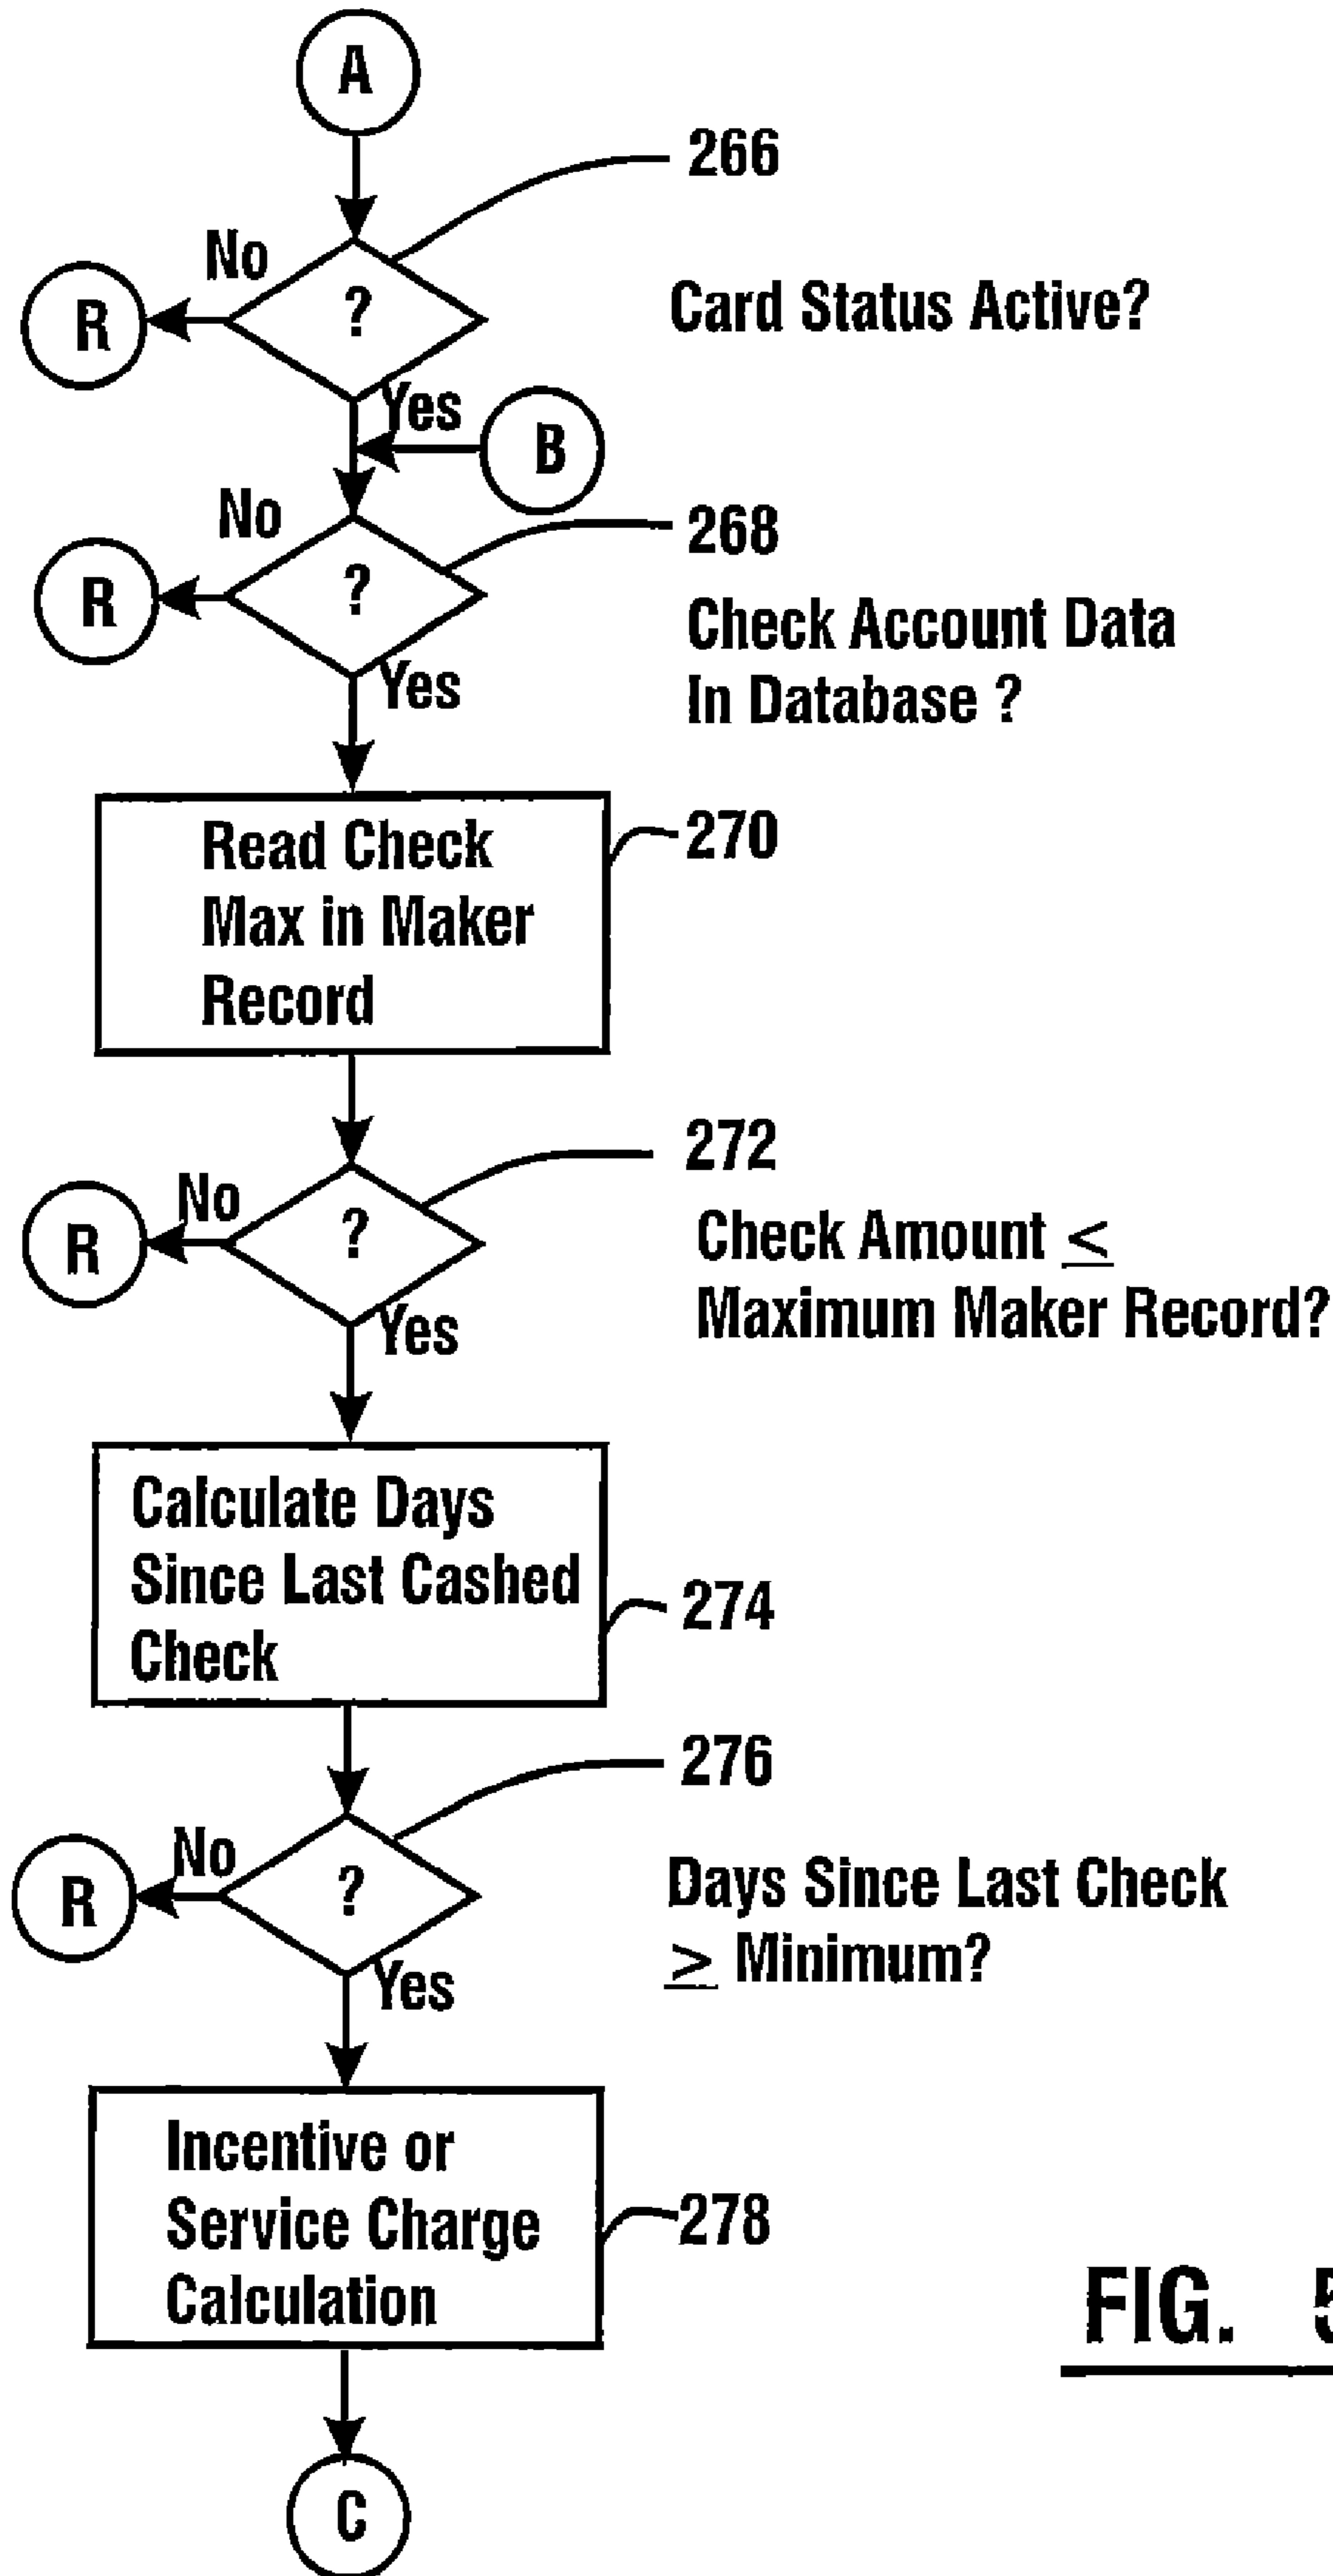 A
266
No
?
R
Card Status Active?
Yes
B
No
268
?
R
Check Account Data
In Database ?
Yes
Read Check
Max in Maker
Record
270
272
No
?
R
Check Amount ≤
Maximum Maker Record?
Yes
Calculate Days
Since Last Cashed
Check
274
276
No
?
R
Days Since Last Check
≥ Minimum?
Yes
Incentive or
Service Charge
Calculation
278
FIG. 5
C